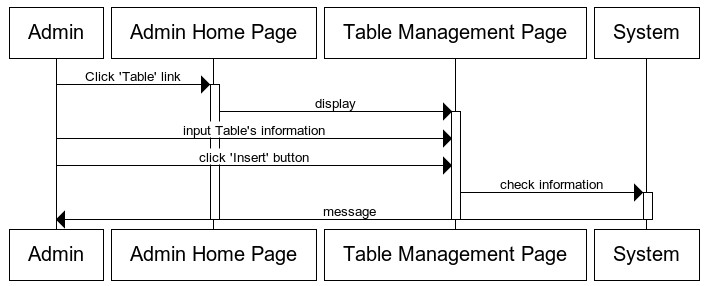 Admin
Admin Home Page
Table Management Page
System
Click 'Table' link
display
input Table's information
click 'Insert' button
check information
message
Admin
Admin Home Page
Table Management Page
System